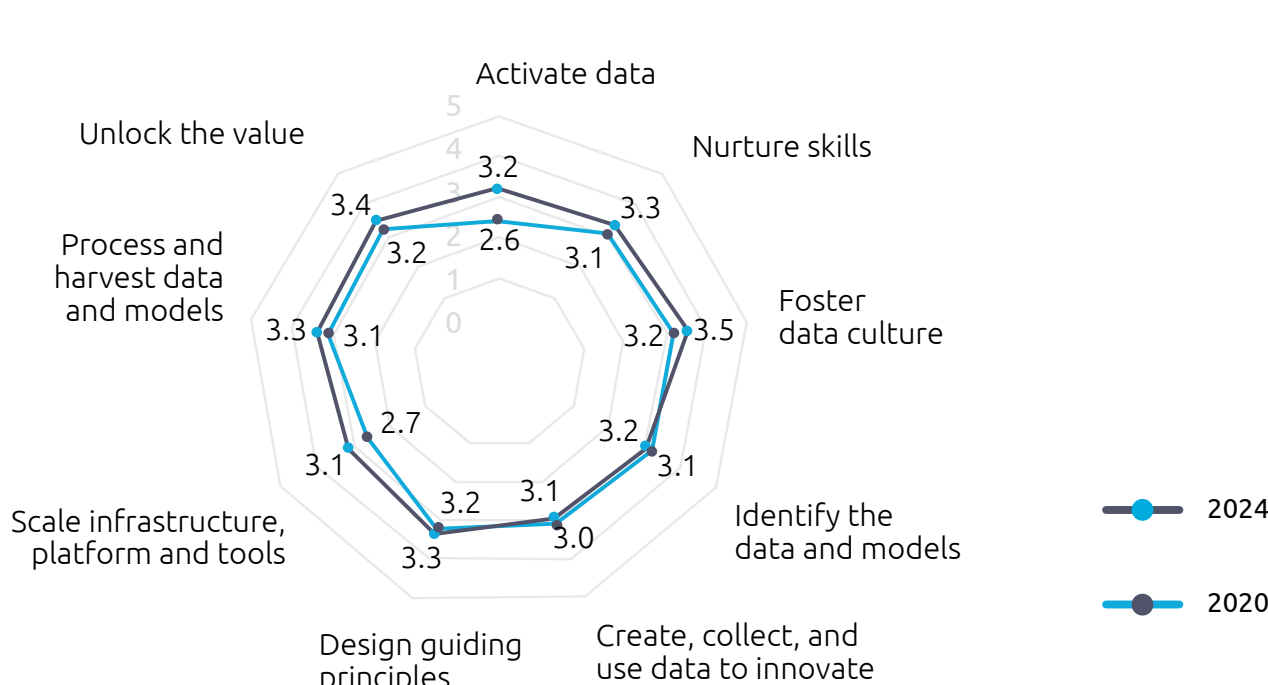 Activate data
Unlock the value
Nurture skills
5
4
3.2
3
3.4
3.3
2
2.6
3.2
3.1
1
0
Process and
harvest data
and models
Foster
data culture
3.3
3.1
3.2
3.5
2.7
3.2
3.1
3.1
3.2
3.1
3.3
3.0
Scale infrastructure,
platform and tools
Identify the
data and models
2024
2020
Design guiding
principles
Create, collect, and
use data to innovate